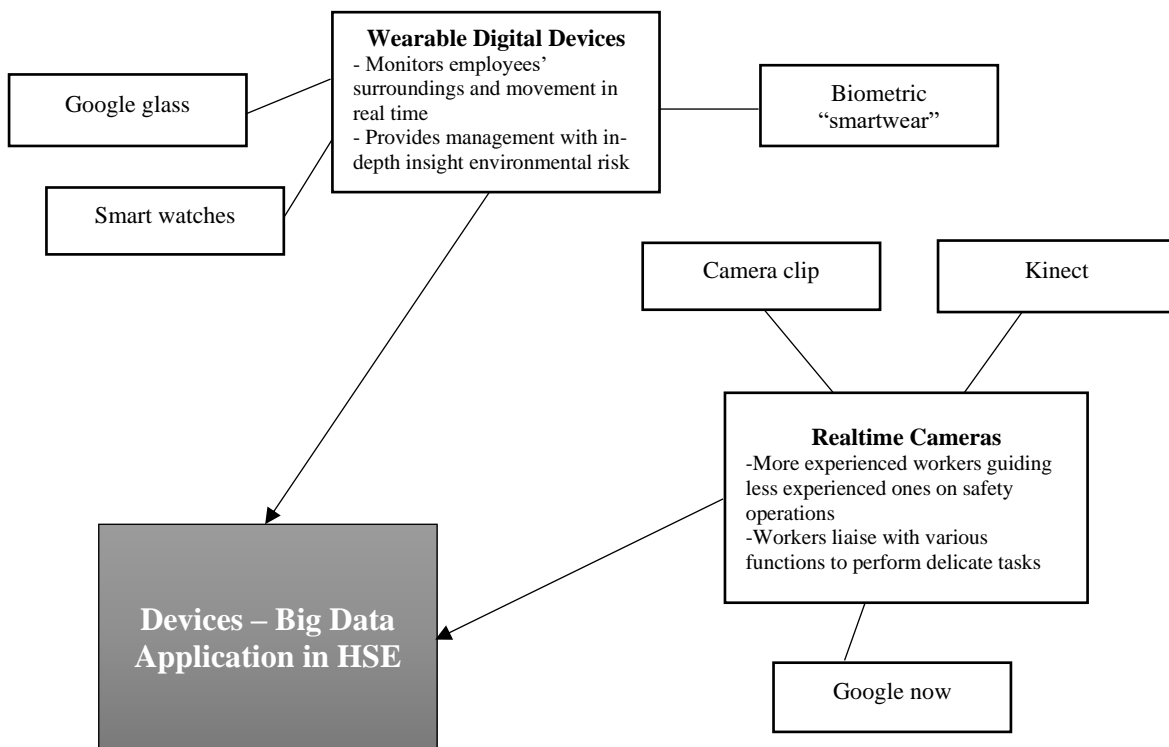 Wearable Digital Devices
- Monitors employees’
surroundings and movement in
real time
- Provides management with in-
depth insight environmental risk
Google glass
Biometric
“smartwear”
Smart watches
Camera clip
Kinect
Realtime Cameras
-More experienced workers guiding
less experienced ones on safety
operations
-Workers liaise with various
functions to perform delicate tasks
Devices – Big Data
Application in HSE
Google now